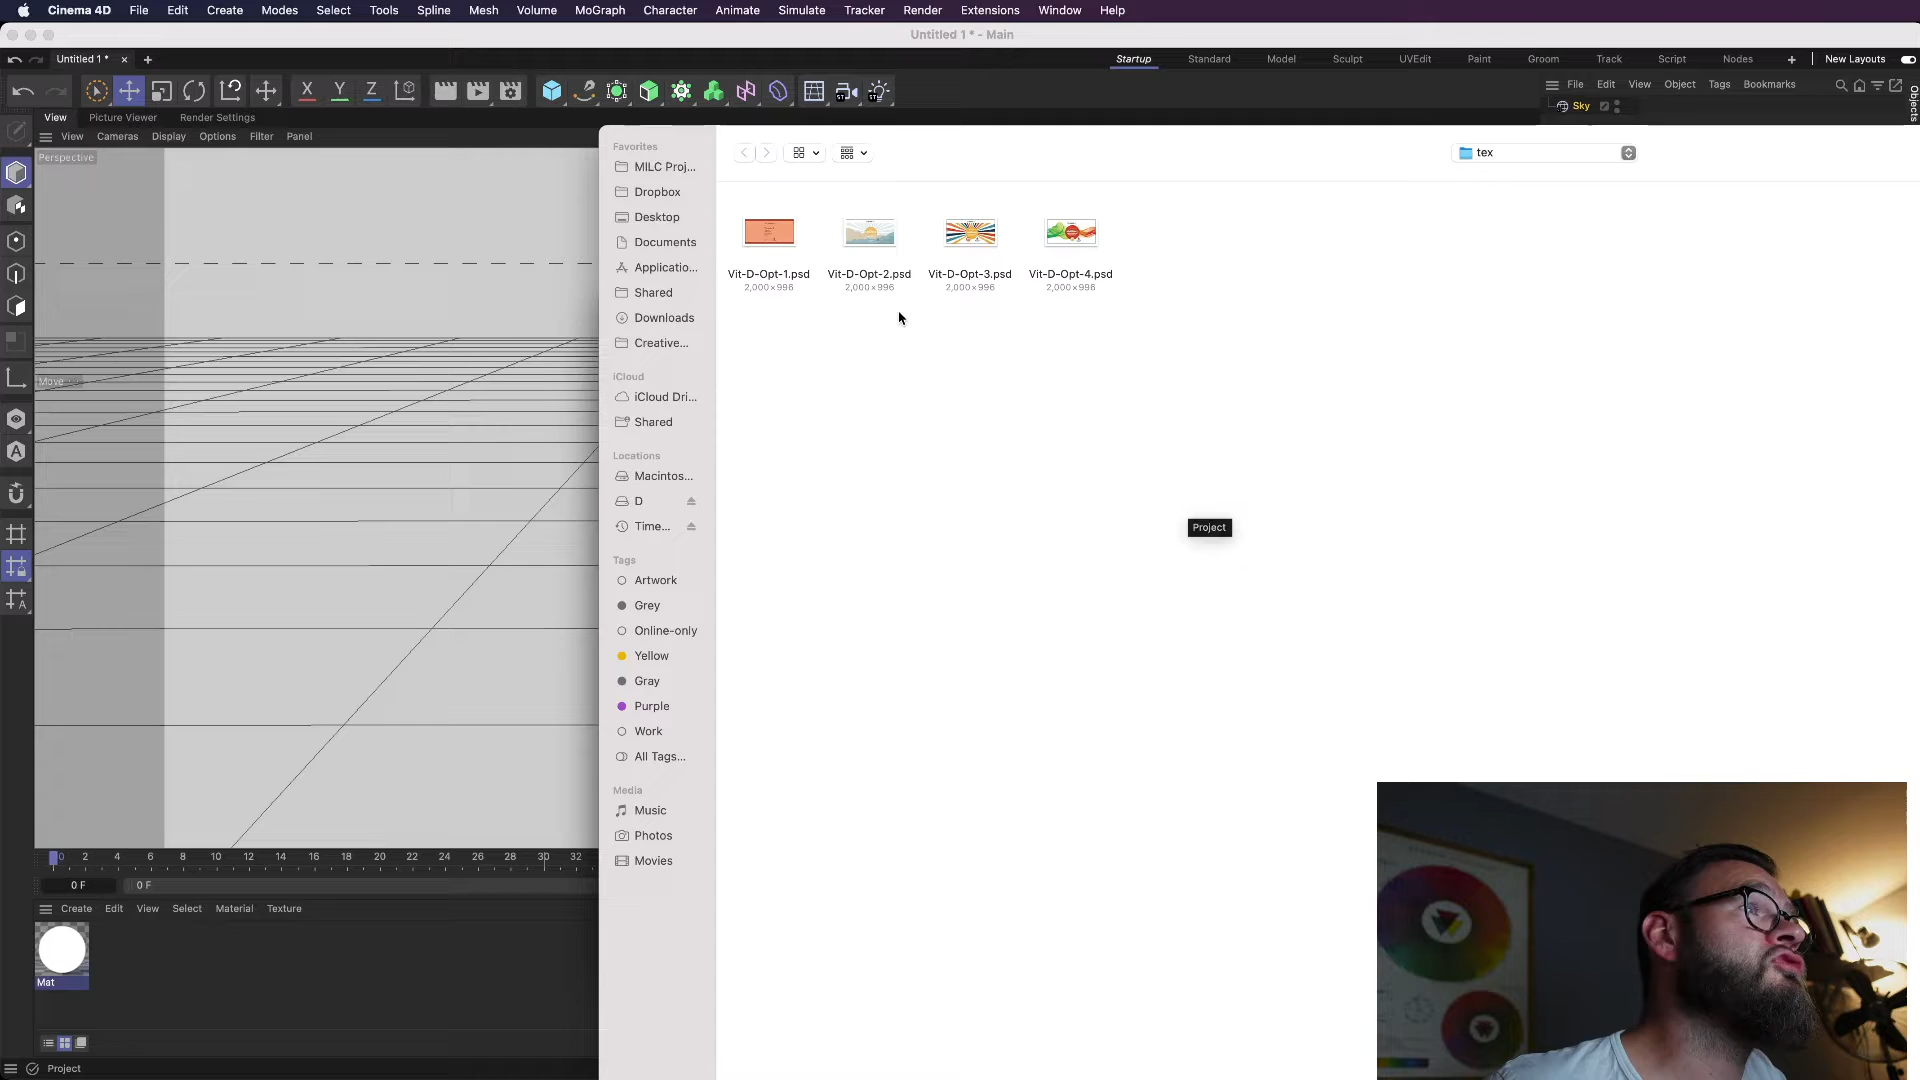 Cinema 4D File Edit Create Modes Select Tools Spline Mesh Volume MoGraph Character Animate Simulate Tracker Render Extensions Window Help
Untitled 1 * - Main
Untitled 1 * × +
Startup Standard Model Sculpt UVEdit Paint Groom Track Script Nodes + New Layouts
X Y Z
File Edit View Object Tags Bookmarks
Objects
Sky
View Picture Viewer Render Settings
View Cameras Display Options Filter Panel
Perspective
Move
Favorites
MILC Proj...
Dropbox
Desktop
Documents
Applicatio...
Shared
Downloads
Creative...
iCloud
iCloud Dri...
Shared
Locations
Macintos...
D
Time...
Tags
Artwork
Grey
Online-only
Yellow
Gray
Purple
Work
All Tags...
Media
Music
Photos
Movies
tex
Vit-D-Opt-1.psd Vit-D-Opt-2.psd Vit-D-Opt-3.psd Vit-D-Opt-4.psd
2,000×996 2,000×996 2,000×996 2,000×996
Project
0 2 4 6 8 10 12 14 16 18 20 22 24 26 28 30 32
0 F 0 F
Create Edit View Select Material Texture
Mat
Project